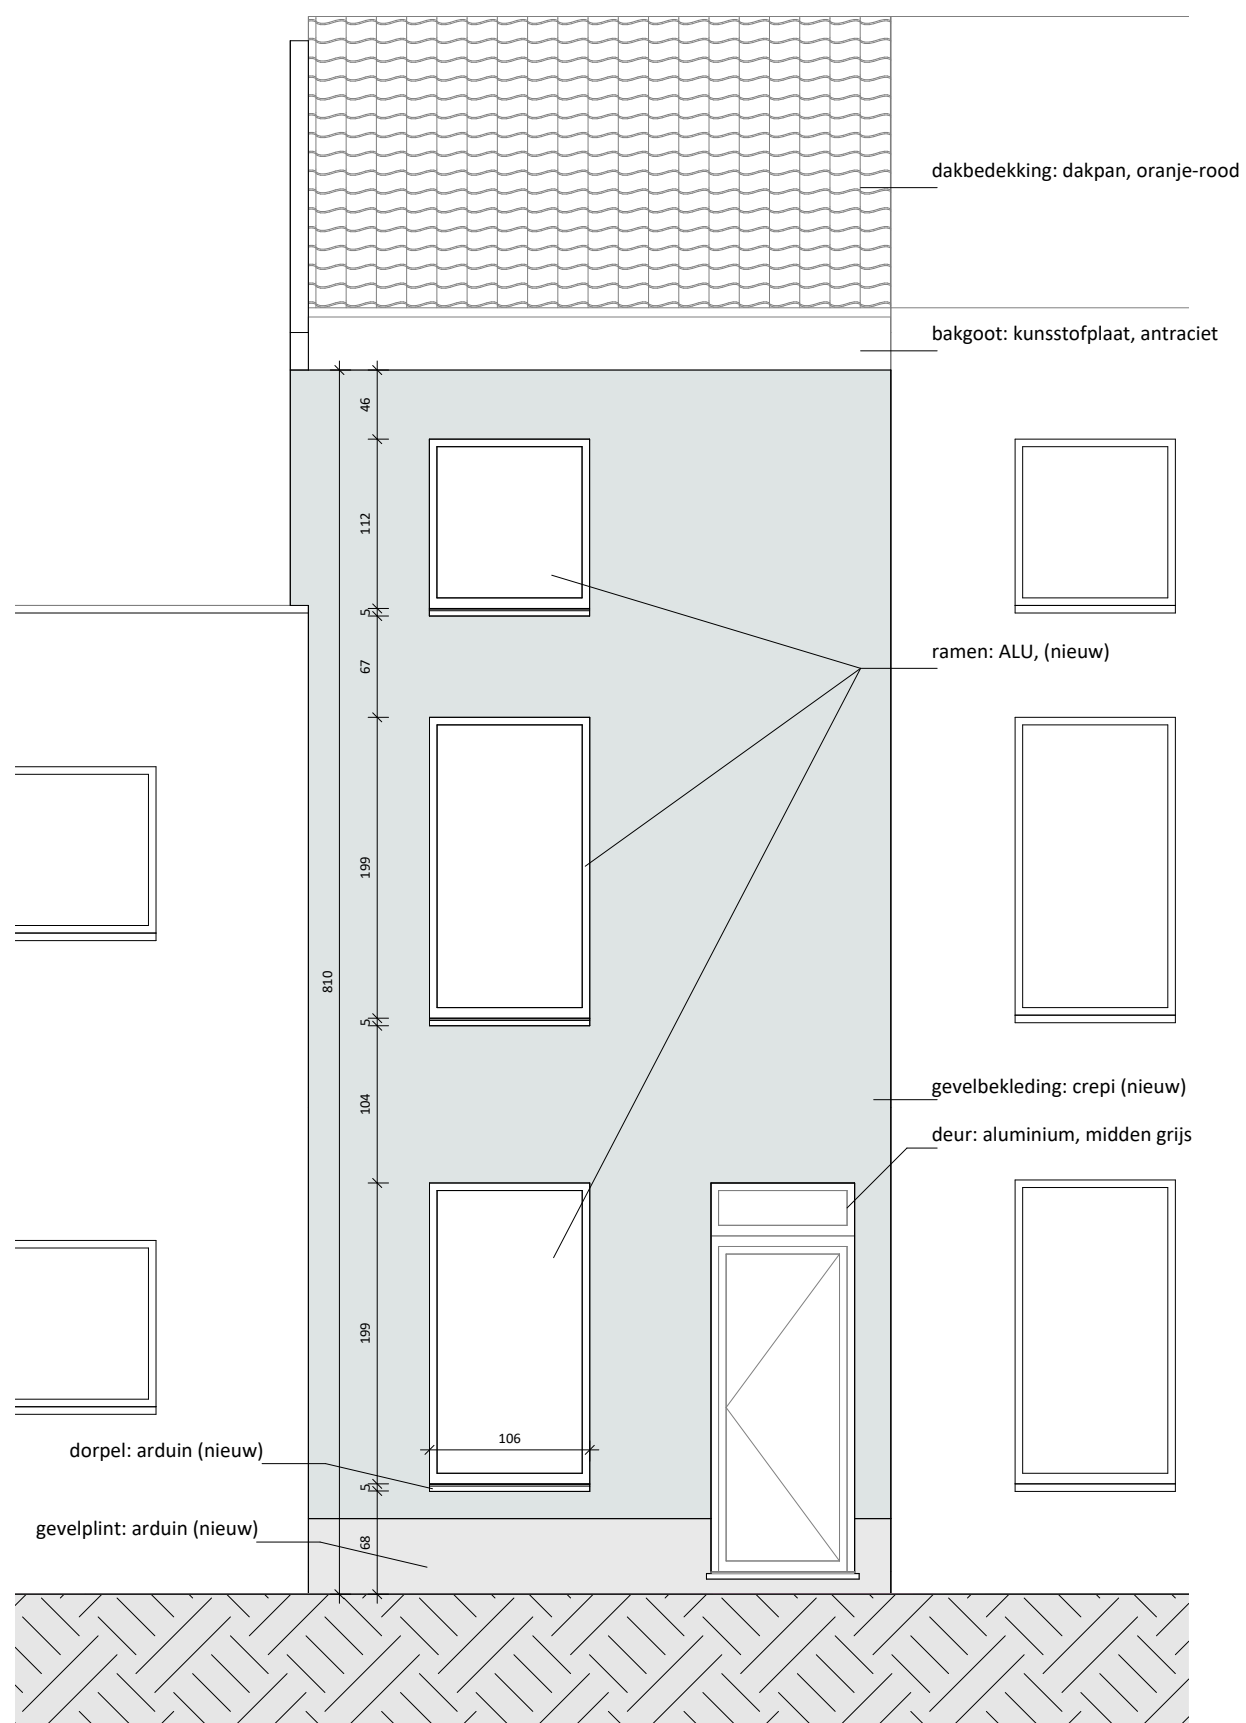 dakbedekking: dakpan, oranje-rood
bakgoot: kunsstofplaat, antraciet
46
112
5
67
ramen: ALU, (nieuw)
199
810
5
104
gevelbekleding: crepi (nieuw)
deur: aluminium, midden grijs
199
106
dorpel: arduin (nieuw)
5
gevelplint: arduin (nieuw)
68